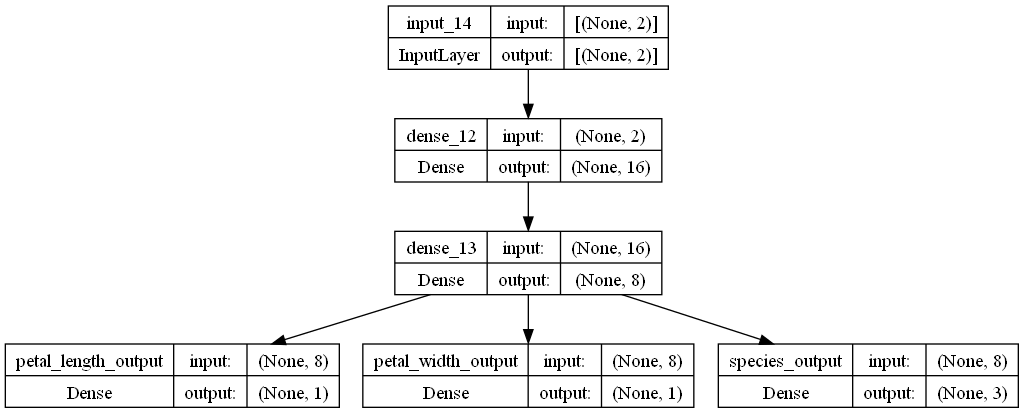 input_14 input: [(None, 2)]
InputLayer output: [(None, 2)]
dense_12 input: (None, 2)
Dense output: (None, 16)
dense_13 input: (None, 16)
Dense output: (None, 8)
petal_length_output input: (None, 8)
Dense output: (None, 1)
petal_width_output input: (None, 8)
Dense output: (None, 1)
species_output input: (None, 8)
Dense output: (None, 3)